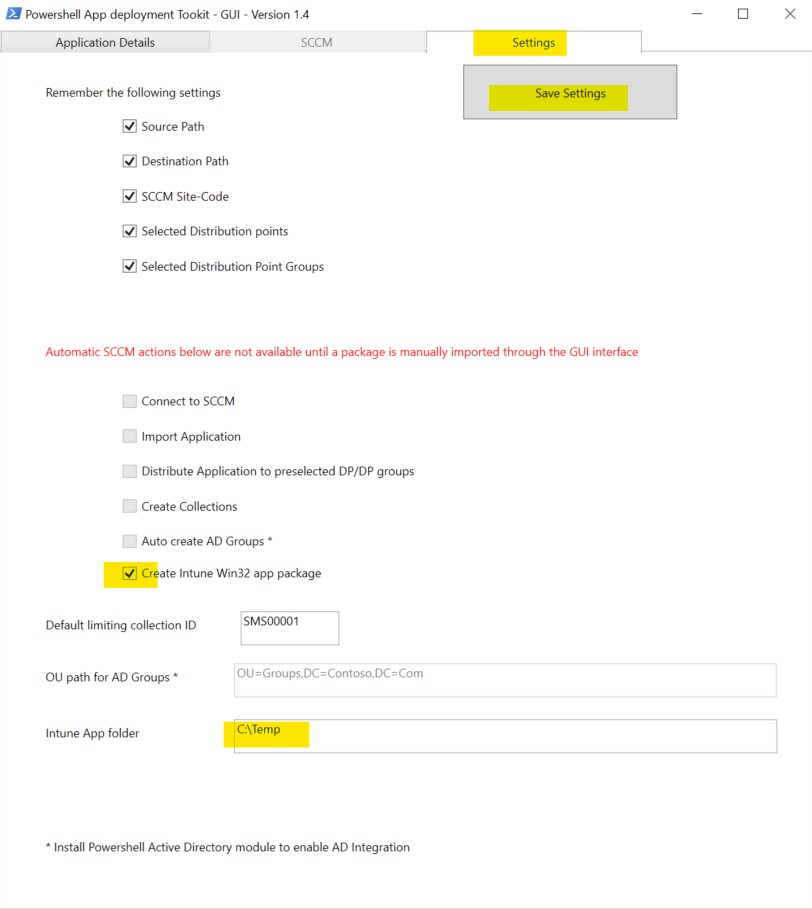 Powershell App deployment Tookit - GUI - Version 1.4
Application Details
SCCM
Settings
Remember the following settings
Save Settings
Source Path
Destination Path
SCCM Site-Code
Selected Distribution points
Selected Distribution Point Groups
Automatic SCCM actions below are not available until a package is manually imported through the GUI interface
Connect to SCCM
Import Application
Distribute Application to preselected DP/DP groups
Create Collections
Auto create AD Groups *
Create Intune Win32 app package
Default limiting collection ID
SMS00001
OU path for AD Groups *
OU=Groups,DC=Contoso,DC=Com
Intune App folder
C:\Temp
* Install Powershell Active Directory module to enable AD Integration